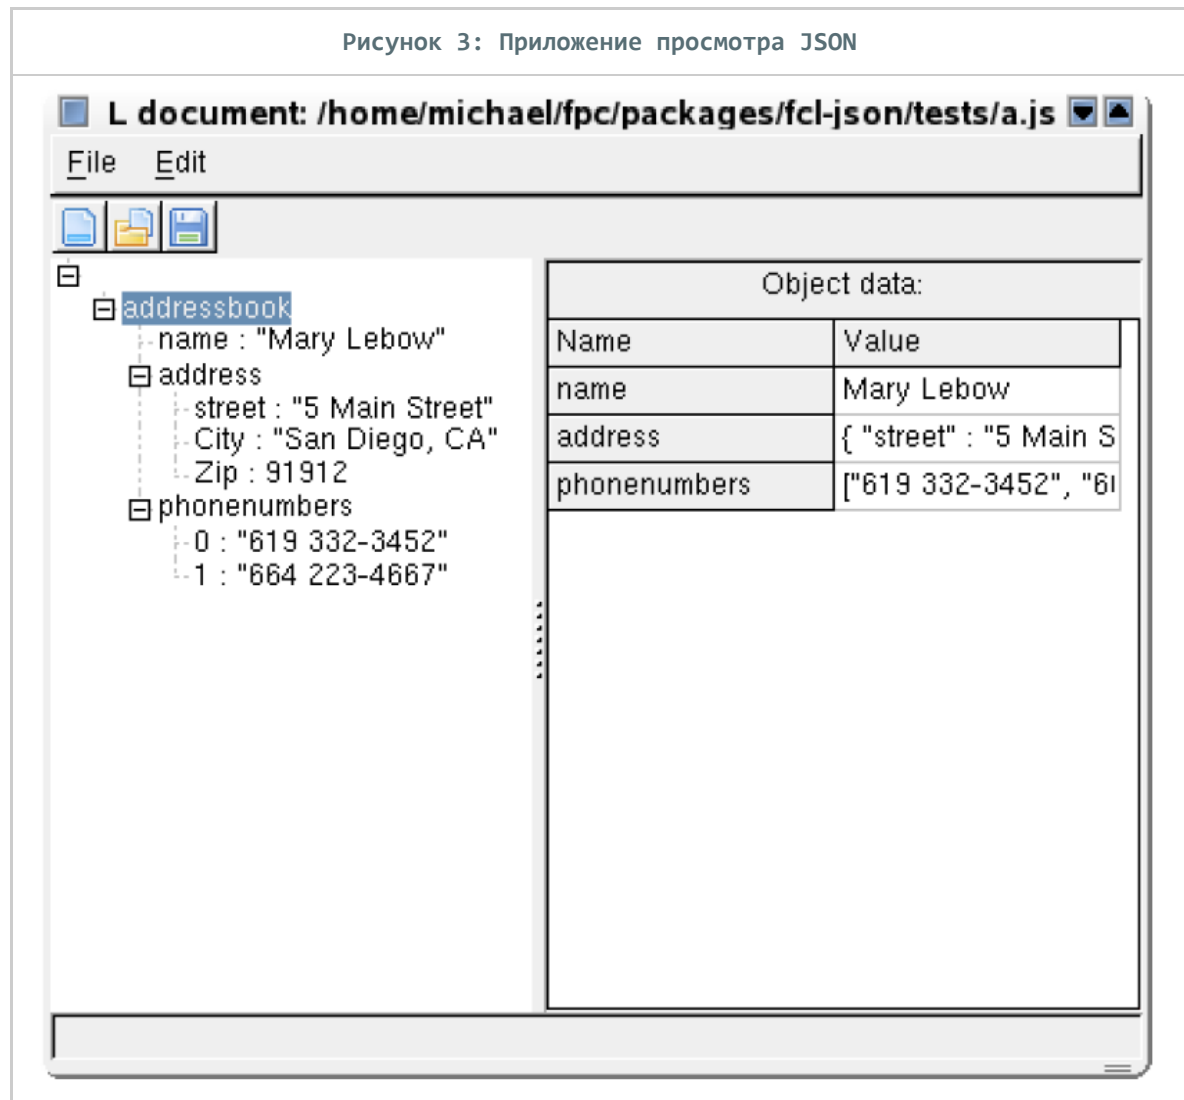 Рисунок 3: Приложение просмотра JSON
L document: /home/michael/fpc/packages/fcl-json/tests/a.js
File Edit
addressbook
name : "Mary Lebow"
address
street : "5 Main Street"
City : "San Diego, CA"
Zip : 91912
phonenumbers
0 : "619 332-3452"
1 : "664 223-4667"
Object data:
Name Value
name Mary Lebow
address { "street" : "5 Main S
phonenumbers ["619 332-3452", "6